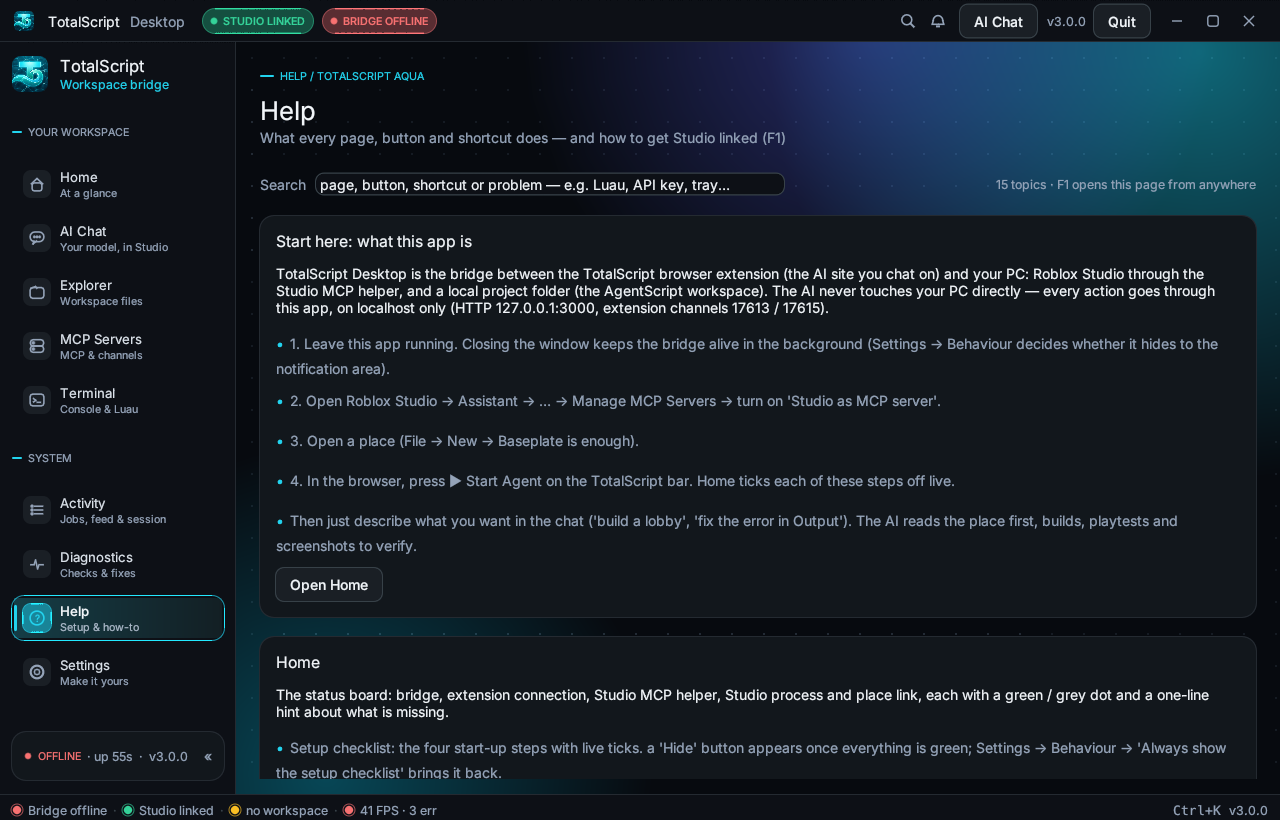 TotalScript Desktop STUDIO LINKED BRIDGE OFFLINE AI Chat v3.0.0 Quit
TotalScript
Workspace bridge
YOUR WORKSPACE
Home
At a glance
AI Chat
Your model, in Studio
Explorer
Workspace files
MCP Servers
MCP & channels
Terminal
Console & Luau
SYSTEM
Activity
Jobs, feed & session
Diagnostics
Checks & fixes
Help
Setup & how-to
Settings
Make it yours
OFFLINE · up 55s · v3.0.0 «
HELP / TOTALSCRIPT AQUA
Help
What every page, button and shortcut does — and how to get Studio linked (F1)
Search page, button, shortcut or problem — e.g. Luau, API key, tray... 15 topics · F1 opens this page from anywhere
Start here: what this app is
TotalScript Desktop is the bridge between the TotalScript browser extension (the AI site you chat on) and your PC: Roblox Studio through the
Studio MCP helper, and a local project folder (the AgentScript workspace). The AI never touches your PC directly — every action goes through
this app, on localhost only (HTTP 127.0.0.1:3000, extension channels 17613 / 17615).
• 1. Leave this app running. Closing the window keeps the bridge alive in the background (Settings → Behaviour decides whether it hides to the
notification area).
• 2. Open Roblox Studio → Assistant → ... → Manage MCP Servers → turn on 'Studio as MCP server'.
• 3. Open a place (File → New → Baseplate is enough).
• 4. In the browser, press ▶ Start Agent on the TotalScript bar. Home ticks each of these steps off live.
• Then just describe what you want in the chat ('build a lobby', 'fix the error in Output'). The AI reads the place first, builds, playtests and
screenshots to verify.
Open Home
Home
The status board: bridge, extension connection, Studio MCP helper, Studio process and place link, each with a green / grey dot and a one-line
hint about what is missing.
• Setup checklist: the four start-up steps with live ticks. a 'Hide' button appears once everything is green; Settings → Behaviour → 'Always show
the setup checklist' brings it back.
Bridge offline · Studio linked · no workspace · 41 FPS · 3 err Ctrl+K v3.0.0